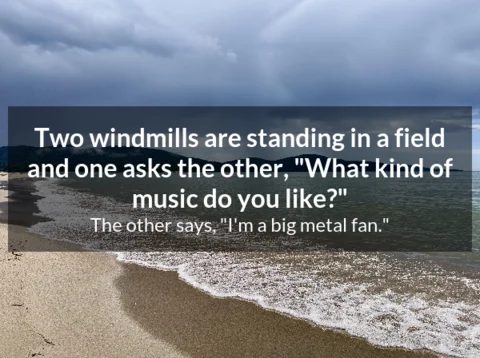 Two windmills are standing in a field
and one asks the other, "What kind of
music do you like?"
The other says, "I'm a big metal fan."